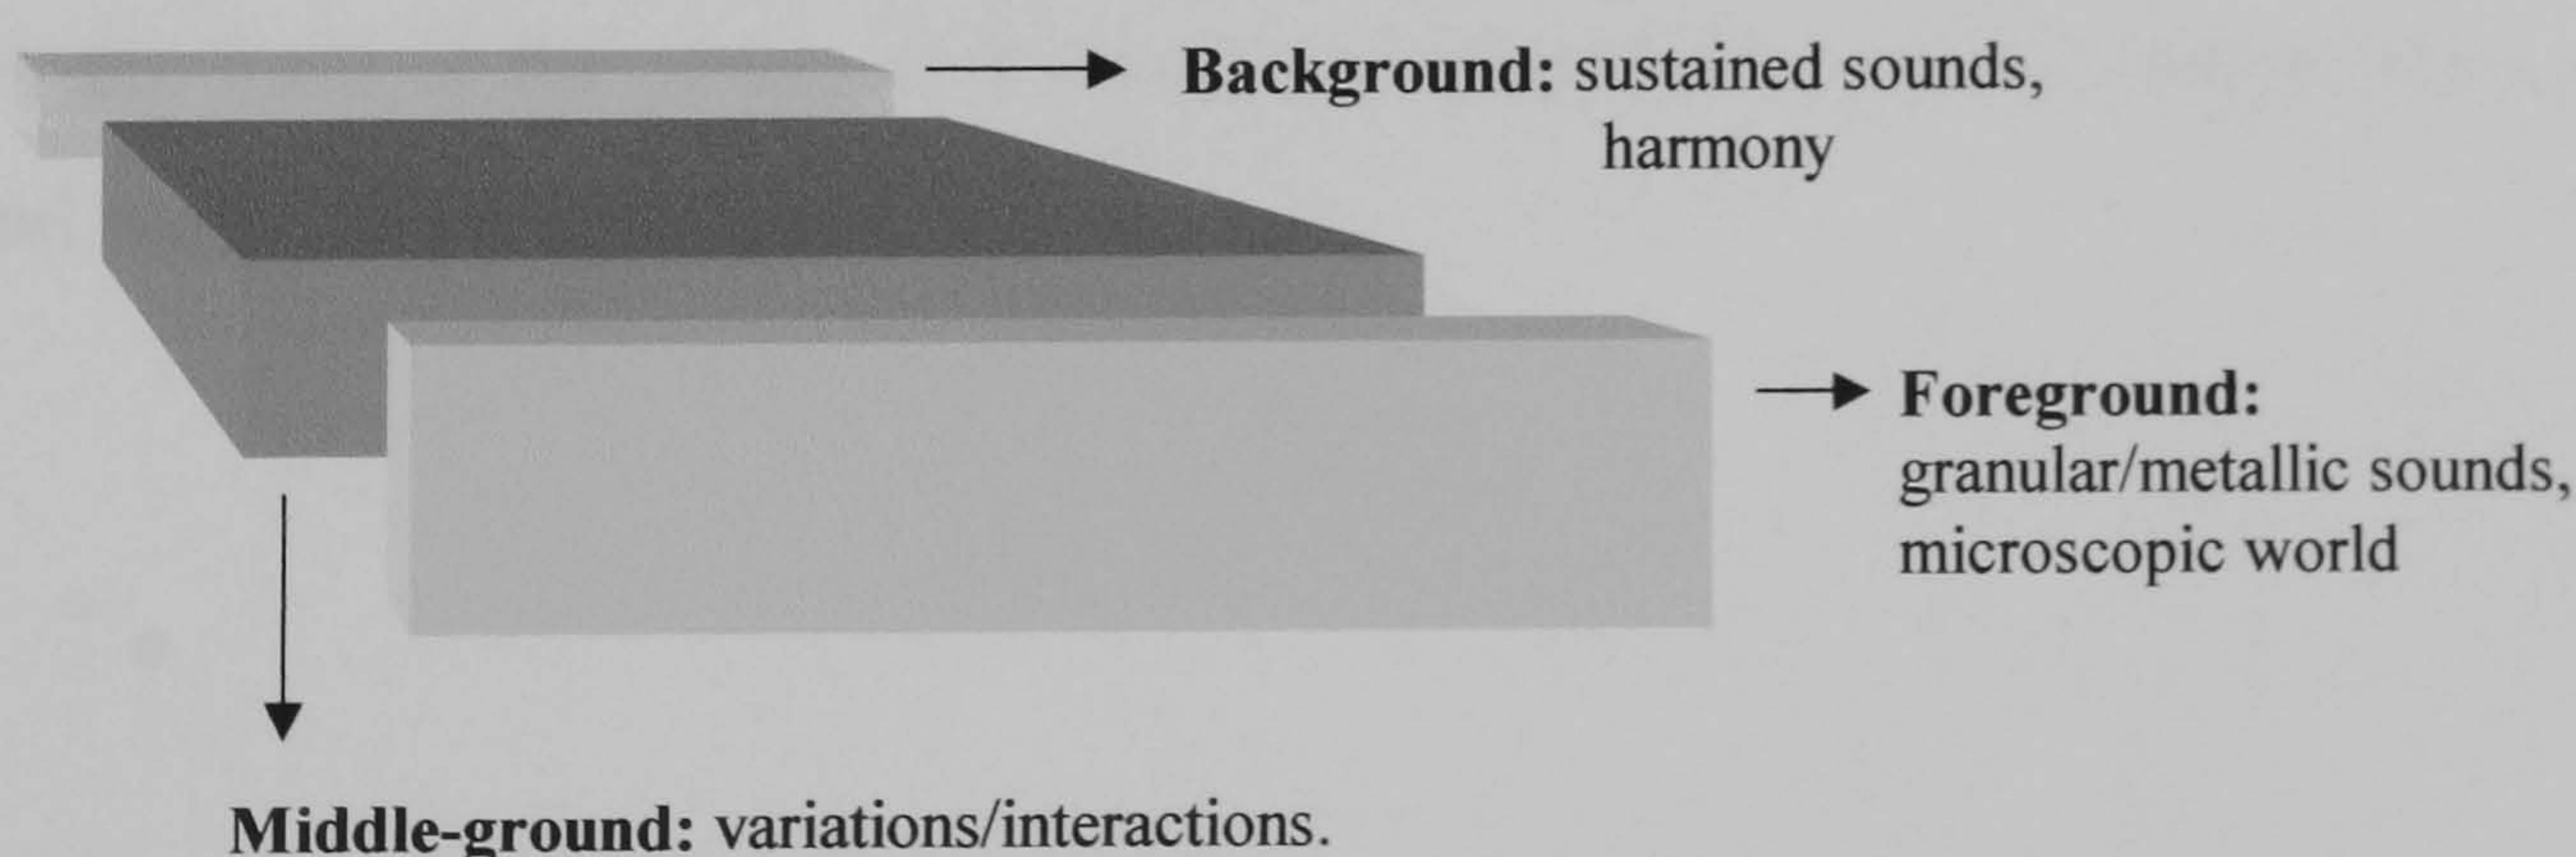 Background: sustained sounds,
harmony
Foreground:
granular/metallic sounds,
microscopic world
Middle-ground: variations/interactions.